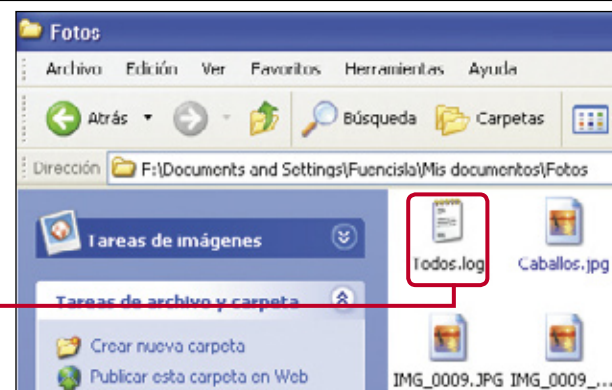 Fotos
Archivo Edición Ver Favoritos Herramientas Ayuda
Atrás Búsqueda Carpetas
Dirección F:\Documents and Settings\Fuencisla\Mis documentos\Fotos
Tareas de imágenes
Todos.log Caballos.jpg
Tareas de archivo y carpeta
Crear nueva carpeta
Publicar esta carpeta en Web
IMG_0009.JPG IMG_0009_...